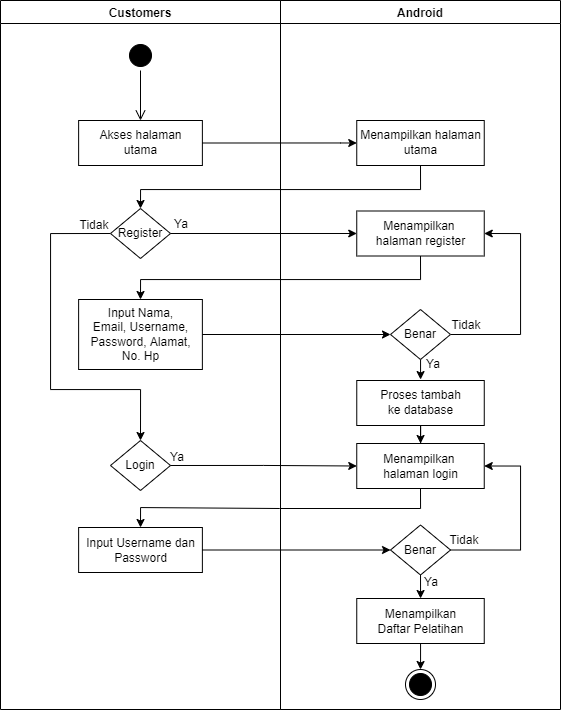 Customers
Android
Akses halaman
utama
Menampilkan halaman
utama
Tidak
Register
Ya
Menampilkan
halaman register
Input Nama,
Email, Username,
Password, Alamat,
No. Hp
Benar
Tidak
Ya
Proses tambah
ke database
Login
Ya
Menampilkan
halaman login
Input Username dan
Password
Benar
Tidak
Ya
Menampilkan
Daftar Pelatihan